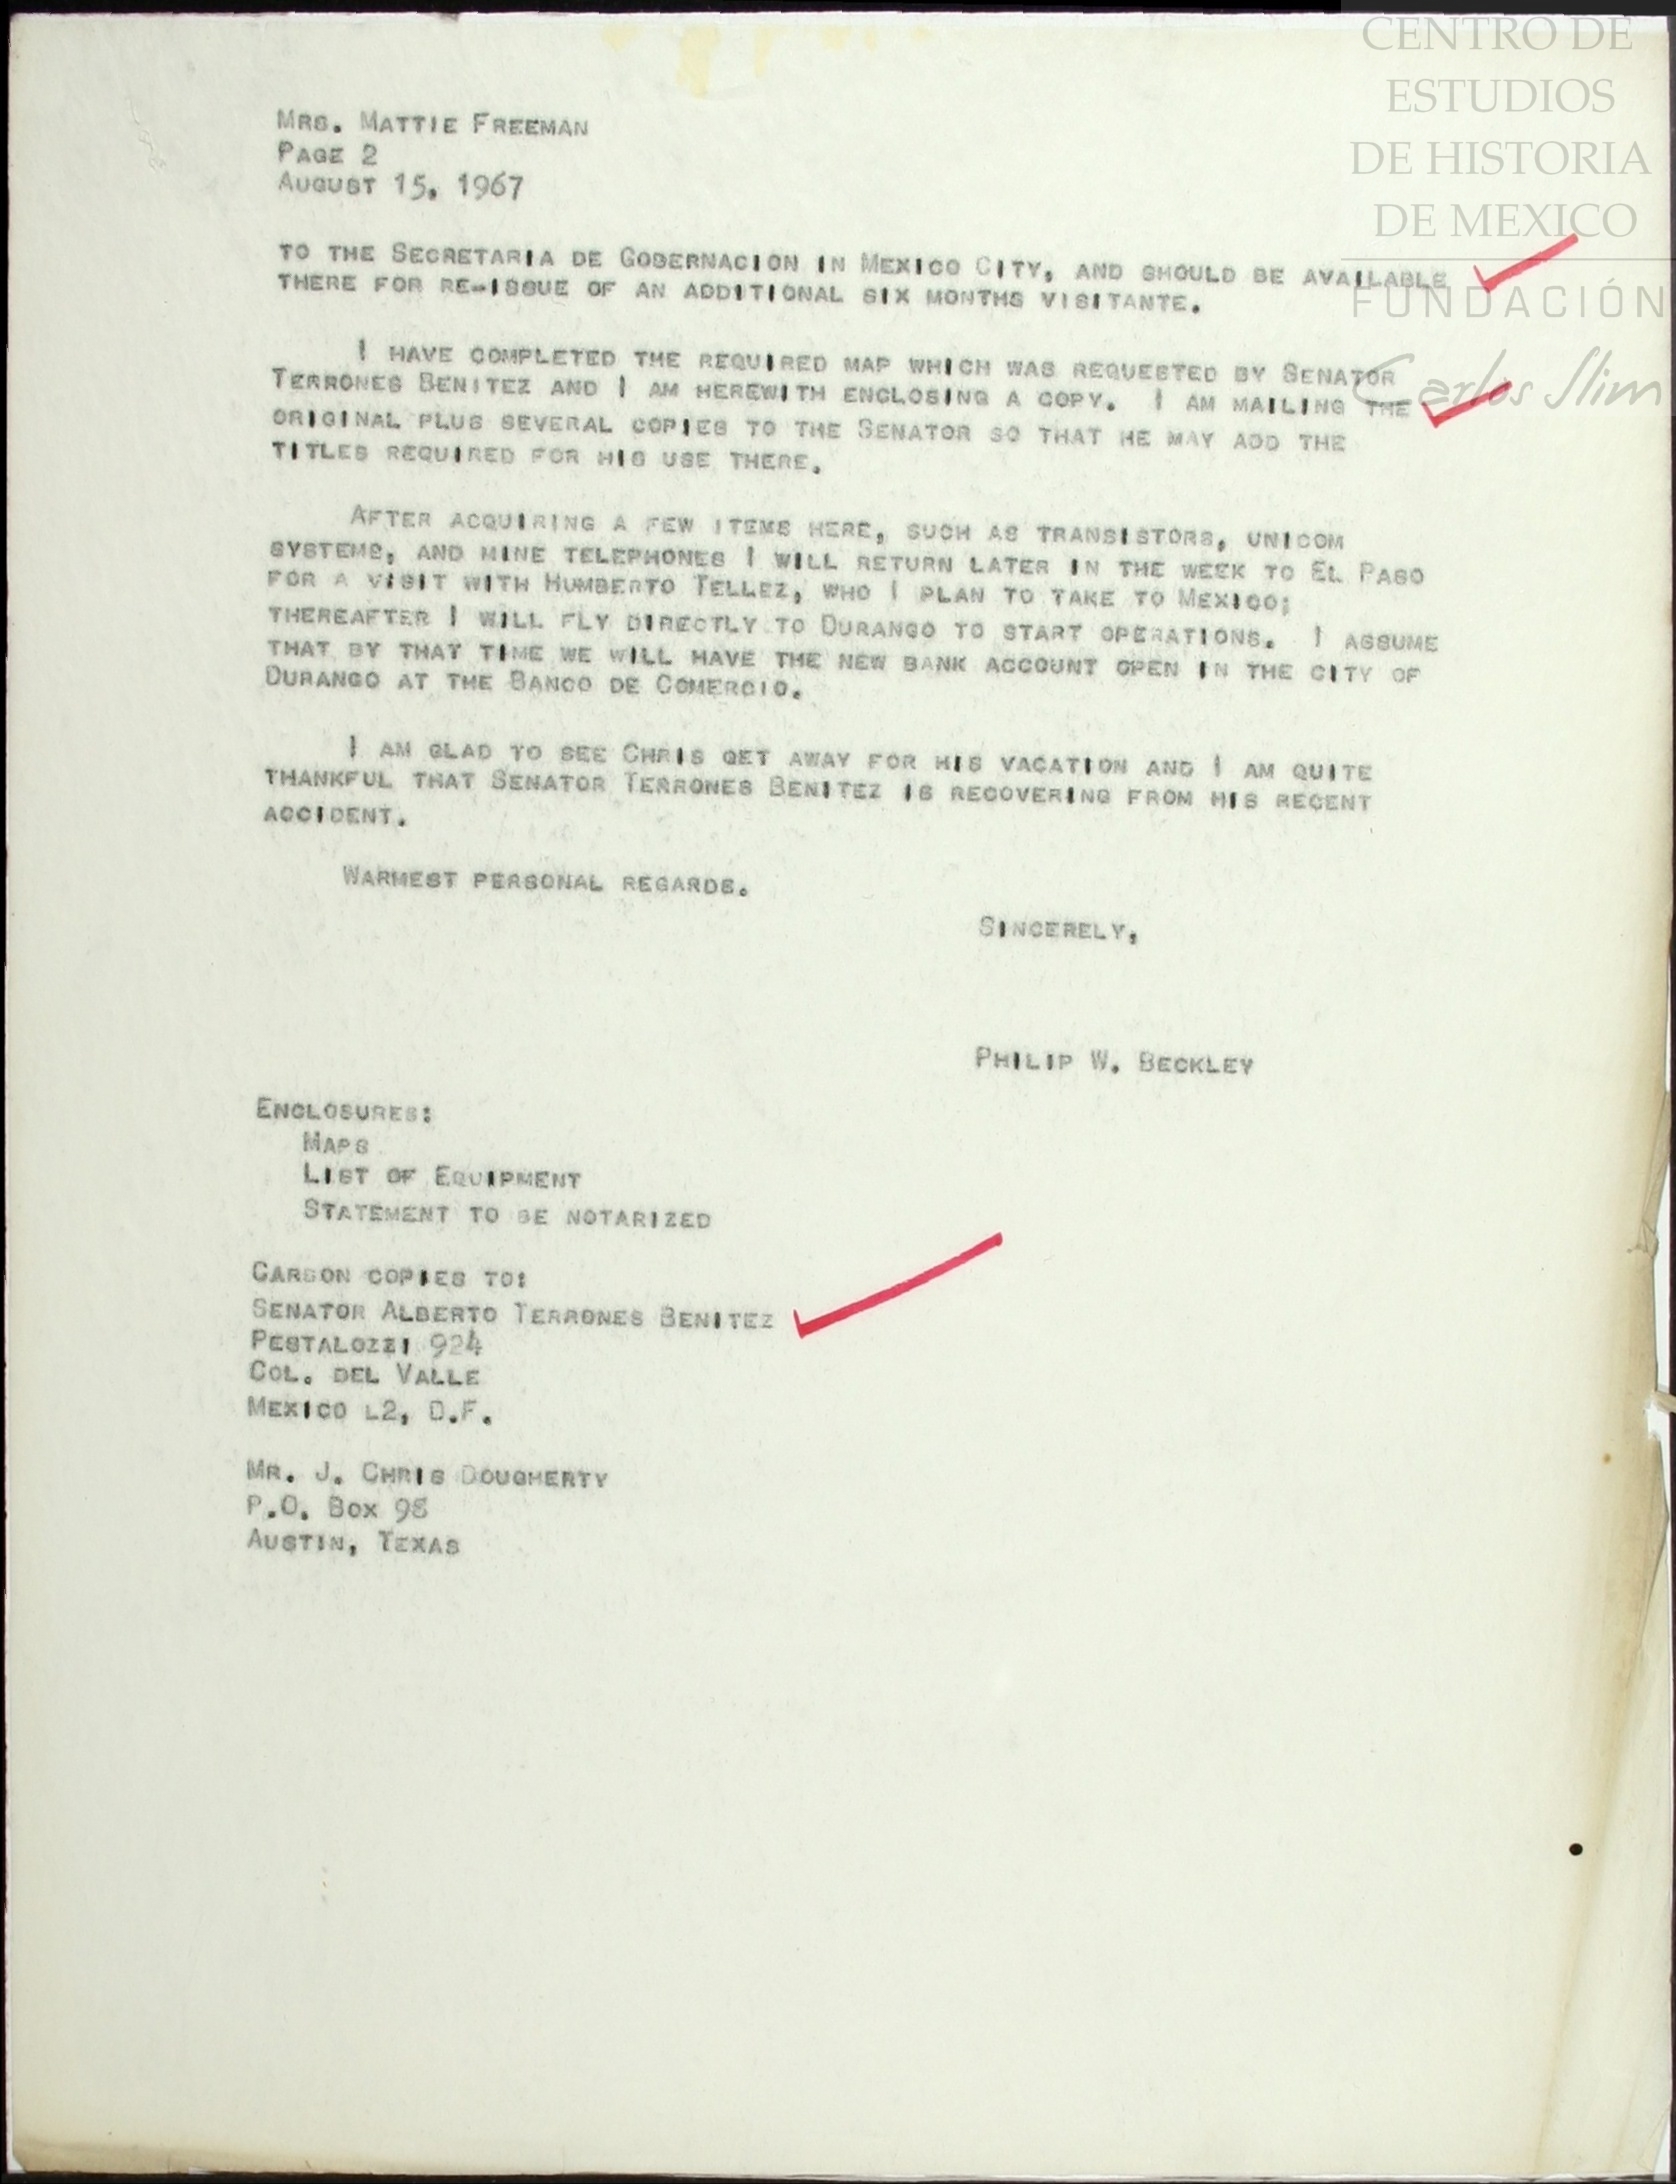 CENTRO DE
ESTUDIOS
DE HISTORIA
DE MEXICO
FUNDACIÓN
Carlos Slim
MRS. MATTIE FREEMAN
PAGE 2
AUGUST 15, 1967
TO THE SECRETARIA DE GOBERNACION IN MEXICO CITY, AND SHOULD BE AVAILABLE
THERE FOR RE-ISSUE OF AN ADDITIONAL SIX MONTHS VISITANTE.
I HAVE COMPLETED THE REQUIRED MAP WHICH WAS REQUESTED BY SENATOR
TERRONES BENITEZ AND I AM HEREWITH ENCLOSING A COPY. I AM MAILING THE
ORIGINAL PLUS SEVERAL COPIES TO THE SENATOR SO THAT HE MAY ADD THE
TITLES REQUIRED FOR HIS USE THERE.
AFTER ACQUIRING A FEW ITEMS HERE, SUCH AS TRANSISTORS, UNICOM
SYSTEMS, AND MINE TELEPHONES I WILL RETURN LATER IN THE WEEK TO EL PASO
FOR A VISIT WITH HUMBERTO TELLEZ, WHO I PLAN TO TAKE TO MEXICO;
THEREAFTER I WILL FLY DIRECTLY TO DURANGO TO START OPERATIONS. I ASSUME
THAT BY THAT TIME WE WILL HAVE THE NEW BANK ACCOUNT OPEN IN THE CITY OF
DURANGO AT THE BANCO DE COMERCIO.
I AM GLAD TO SEE CHRIS GET AWAY FOR HIS VACATION AND I AM QUITE
THANKFUL THAT SENATOR TERRONES BENITEZ IS RECOVERING FROM HIS RECENT
ACCIDENT.
WARMEST PERSONAL REGARDS.
SINCERELY,
PHILIP W. BECKLEY
ENCLOSURES:
MAPS
LIST OF EQUIPMENT
STATEMENT TO BE NOTARIZED
CARBON COPIES TO:
SENATOR ALBERTO TERRONES BENITEZ
PESTALOZZI 924
COL. DEL VALLE
MEXICO 12, D.F.
MR. J. CHRIS DOUGHERTY
P.O. BOX 98
AUSTIN, TEXAS